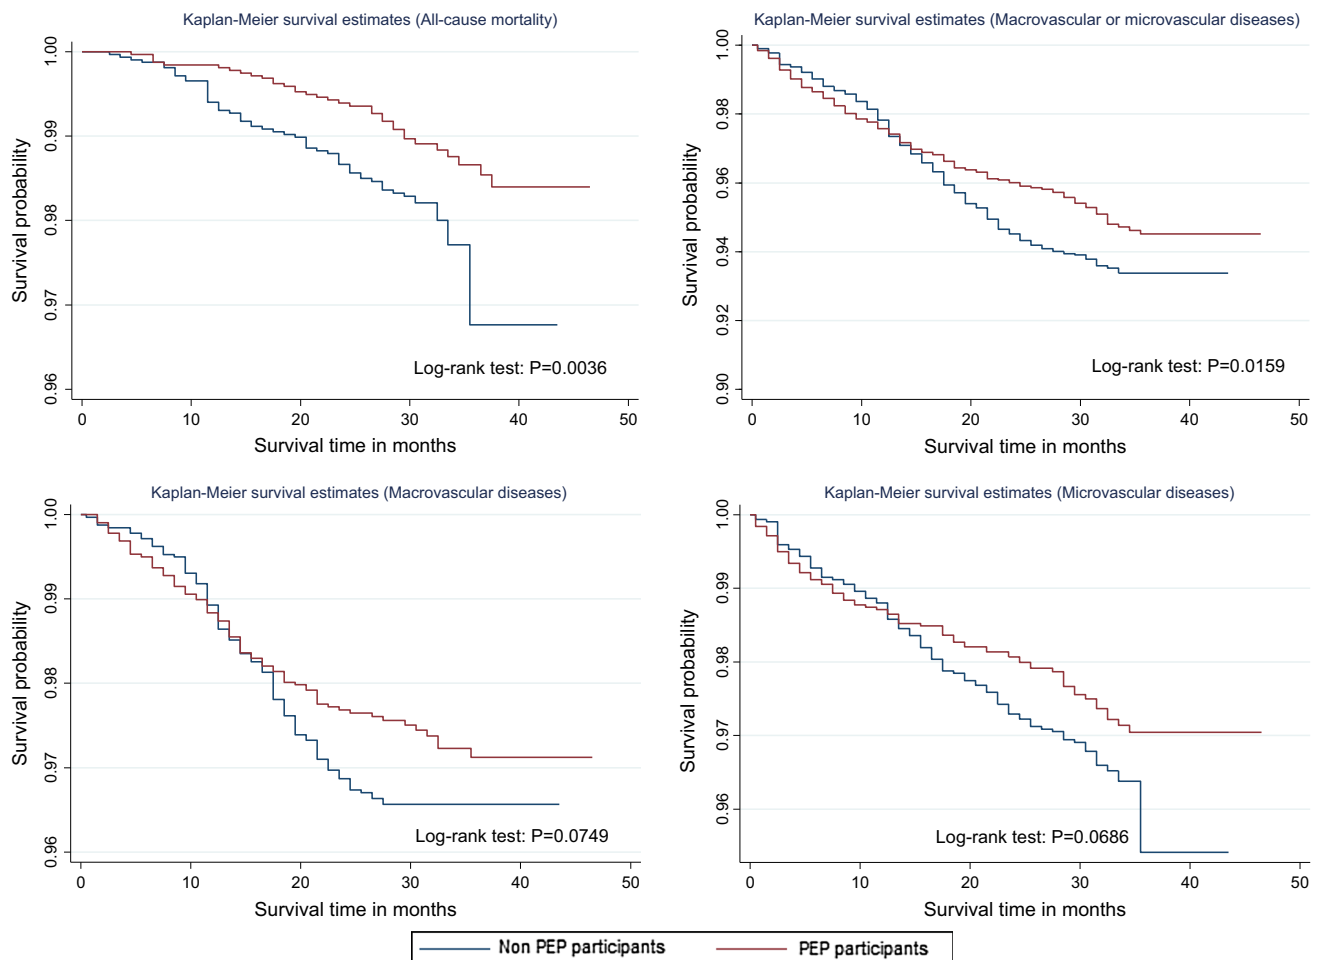 Kaplan-Meier survival estimates (All-cause mortality)
1.00
0.99
0.98
0.97
0.96
Survival probability
Log-rank test: P=0.0036
0 10 20 30 40 50
Survival time in months
Kaplan-Meier survival estimates (Macrovascular or microvascular diseases)
1.00
0.98
0.96
0.94
0.92
0.90
Survival probability
Log-rank test: P=0.0159
0 10 20 30 40 50
Survival time in months
Kaplan-Meier survival estimates (Macrovascular diseases)
1.00
0.99
0.98
0.97
0.96
Survival probability
Log-rank test: P=0.0749
0 10 20 30 40 50
Survival time in months
Kaplan-Meier survival estimates (Microvascular diseases)
1.00
0.99
0.98
0.97
0.96
Survival probability
Log-rank test: P=0.0686
0 10 20 30 40 50
Survival time in months
Non PEP participants PEP participants